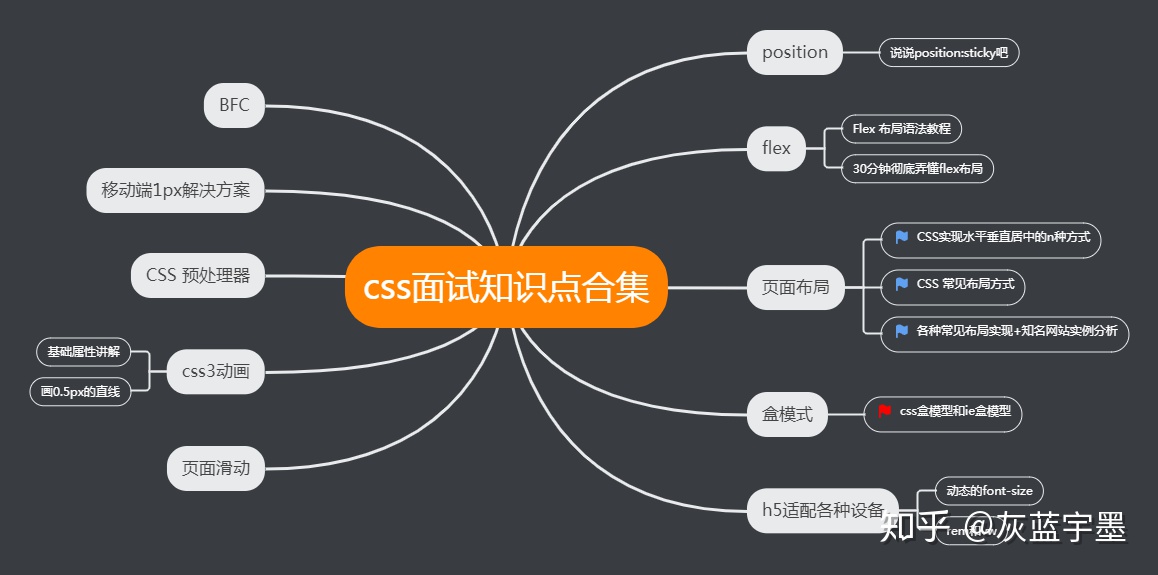 css面试知识点合集
position
说说position:sticky吧
flex
Flex 布局语法教程
30分钟彻底弄懂flex布局
页面布局
CSS实现水平垂直居中的n种方式
CSS 常见布局方式
各种常见布局实现+知名网站实例分析
盒模式
css盒模型和ie盒模型
h5适配各种设备
动态的font-size
BFC
移动端1px解决方案
CSS 预处理器
css3动画
基础属性讲解
画0.5px的直线
页面滑动
知乎 @灰蓝宇墨